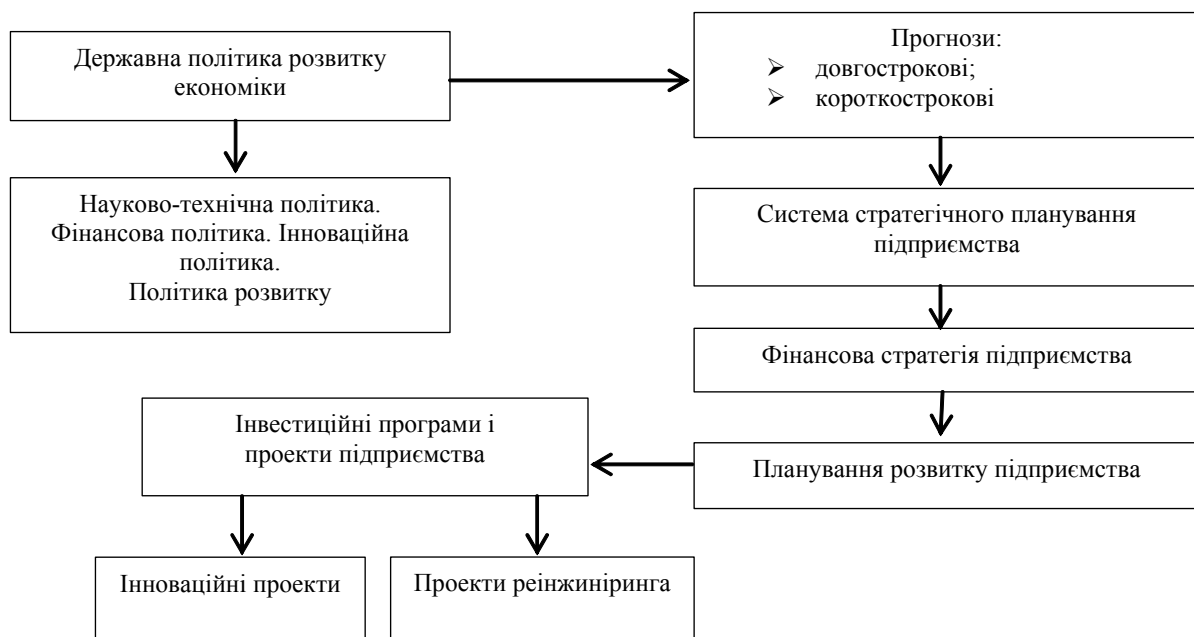 Державна політика розвитку
економіки
Прогнози:
➢ довгострокові;
➢ короткострокові
Науково-технічна політика.
Фінансова політика. Інноваційна
політика.
Політика розвитку
Система стратегічного планування
підприємства
Фінансова стратегія підприємства
Інвестиційні програми і
проекти підприємства
Планування розвитку підприємства
Інноваційні проекти
Проекти реінжиніринга